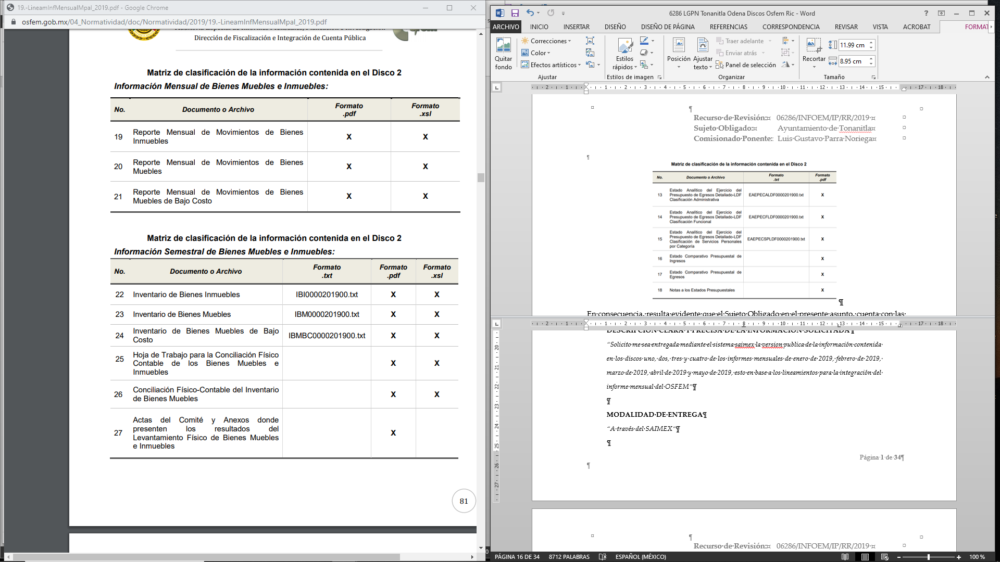 19.-LineamInfMensualMpal_2019.pdf - Google Chrome
osfem.gob.mx/04_Normatividad/doc/Normatividad/2019/19.-LineamInfMensualMpal_2019.pdf
Dirección de Fiscalización e Integración de Cuenta Pública
Matriz de clasificación de la información contenida en el Disco 2
Información Mensual de Bienes Muebles e Inmuebles:
No. Documento o Archivo Formato .pdf Formato .xsl
19 Reporte Mensual de Movimientos de Bienes
Inmuebles X X
20 Reporte Mensual de Movimientos de Bienes
Muebles X X
21 Reporte Mensual de Movimientos de Bienes
Muebles de Bajo Costo X X
Matriz de clasificación de la información contenida en el Disco 2
Información Semestral de Bienes Muebles e Inmuebles:
No. Documento o Archivo Formato .txt Formato .pdf Formato .xsl
22 Inventario de Bienes Inmuebles IBI0000201900.txt X X
23 Inventario de Bienes Muebles IBM0000201900.txt X X
24 Inventario de Bienes Muebles de Bajo
Costo IBMBC0000201900.txt X X
25 Hoja de Trabajo para la Conciliación Físico
Contable de los Bienes Muebles e
Inmuebles X X
26 Conciliación Físico-Contable del Inventario
de Bienes Muebles X X
27 Actas del Comité y Anexos donde
presenten los resultados del
Levantamiento Físico de Bienes Muebles
e Inmuebles X
81
6286 LGPN Tonanitla Odena Discos Osfem Ric - Word
ARCHIVO INICIO INSERTAR DISEÑO DISEÑO DE PÁGINA REFERENCIAS CORRESPONDENCIA REVISAR VISTA ACROBAT FORMAT
Quitar fondo
Correcciones
Color
Efectos artísticos
Ajustar
Estilos rápidos
Estilos de imagen
Posición
Ajustar texto
Traer adelante
Enviar atrás
Panel de selección
Organizar
Recortar
11.99 cm
8.95 cm
Tamaño
Recurso de Revisión: 06286/INFOEM/IP/RR/2019
Sujeto Obligado: Ayuntamiento de Tonanitla
Comisionado Ponente: Luis Gustavo Parra Noriega
Matriz de clasificación de la información contenida en el Disco 2
No. Documento o Archivo Formato .txt Formato .pdf
13 Estado Analítico del Ejercicio del
Presupuesto de Egresos Detallado-LDF
Clasificación Administrativa EAEPECALDF0000201900.txt X
14 Estado Analítico del Ejercicio del
Presupuesto de Egresos Detallado-LDF
Clasificación Funcional EAEPECFLDF0000201900.txt X
15 Estado Analítico del Ejercicio del
Presupuesto de Egresos Detallado-LDF
Clasificación de Servicios Personales
por Categoría EAEPECSPLDF0000201900.txt X
16 Estado Comparativo Presupuestal de
Ingresos X
17 Estado Comparativo Presupuestal de
Egresos X
18 Notas a los Estados Presupuestales X
En consecuencia, resulta evidente que el Sujeto Obligado en el presente asunto, cuenta con las
DESCRIPCIÓN CLARA Y PRECISA DE LA INFORMACIÓN SOLICITADA
“Solicito me sea entregada mediante el sistema saimex la version publica de la información contenida
en los discos uno, dos, tres y cuatro de los informes mensuales de enero de 2019, febrero de 2019,
marzo de 2019, abril de 2019 y mayo de 2019, esto en base a los lineamientos para la integración del
informe mensual del OSFEM”
MODALIDAD DE ENTREGA
“A través del SAIMEX”
Página 1 de 34
Recurso de Revisión: 06286/INFOEM/IP/RR/2019
PÁGINA 16 DE 34 8712 PALABRAS ESPAÑOL (MÉXICO) 100 %